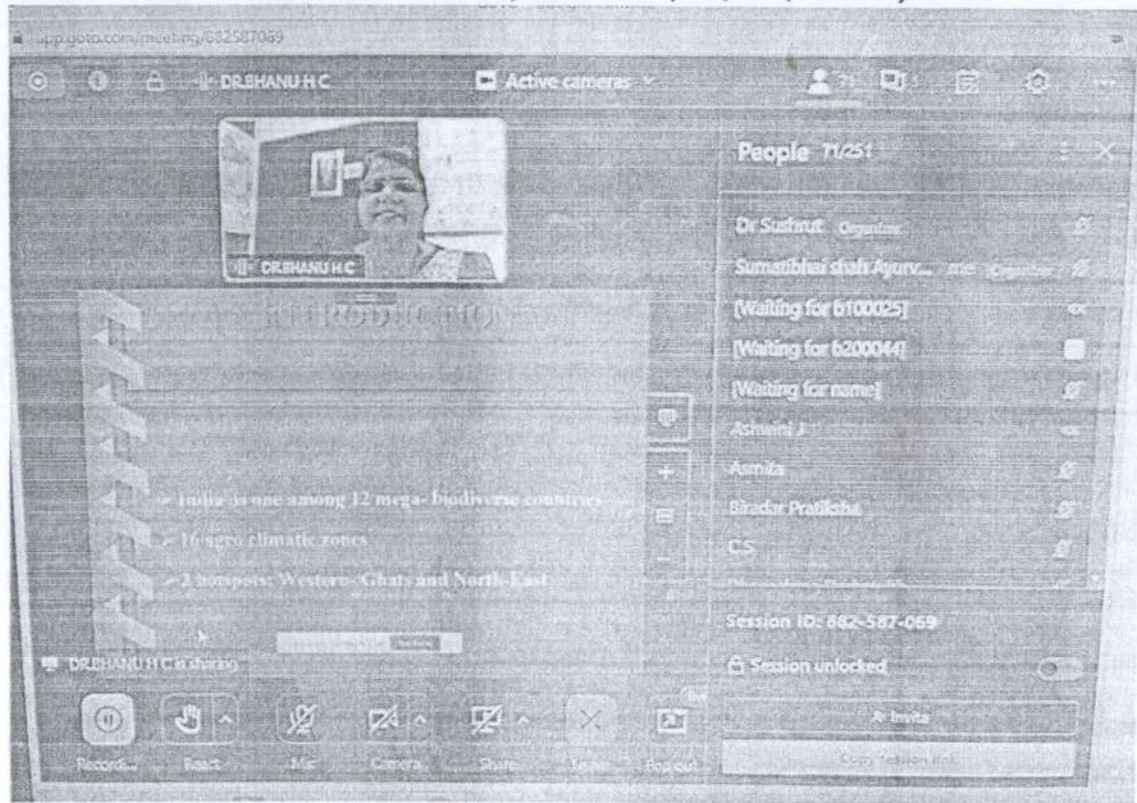 app.goto.com/meeting/882587069
DR.BHANU H C
Active cameras
71
People 71/251
Dr Sushrut Organizer
Sumatibhai shah Ayurv... me Organizer
[Waiting for b100025]
[Waiting for b200044]
[Waiting for name]
Ashwini J
Asmita
Biradar Pratiksha
C.S
DR.BHANU H C
INTRODUCTION
India is one among 12 mega- biodiverse countries
16 agro climatic zones
2 hotspots: Western- Ghats and North-East
DR.BHANU H C is sharing
Session ID: 882-587-069
Session unlocked
Invite
Copy session link
Recordi...
React
Mic
Camera
Share
Leave
Pop out